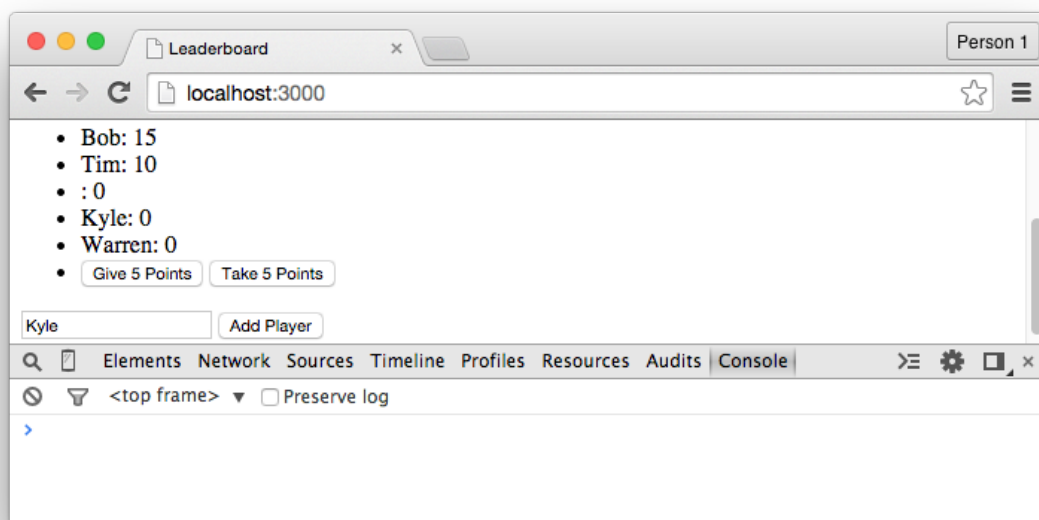 Leaderboard
Person 1
localhost:3000
Bob: 15
Tim: 10
: 0
Kyle: 0
Warren: 0
Give 5 Points Take 5 Points
Kyle Add Player
Elements Network Sources Timeline Profiles Resources Audits Console
<top frame> Preserve log